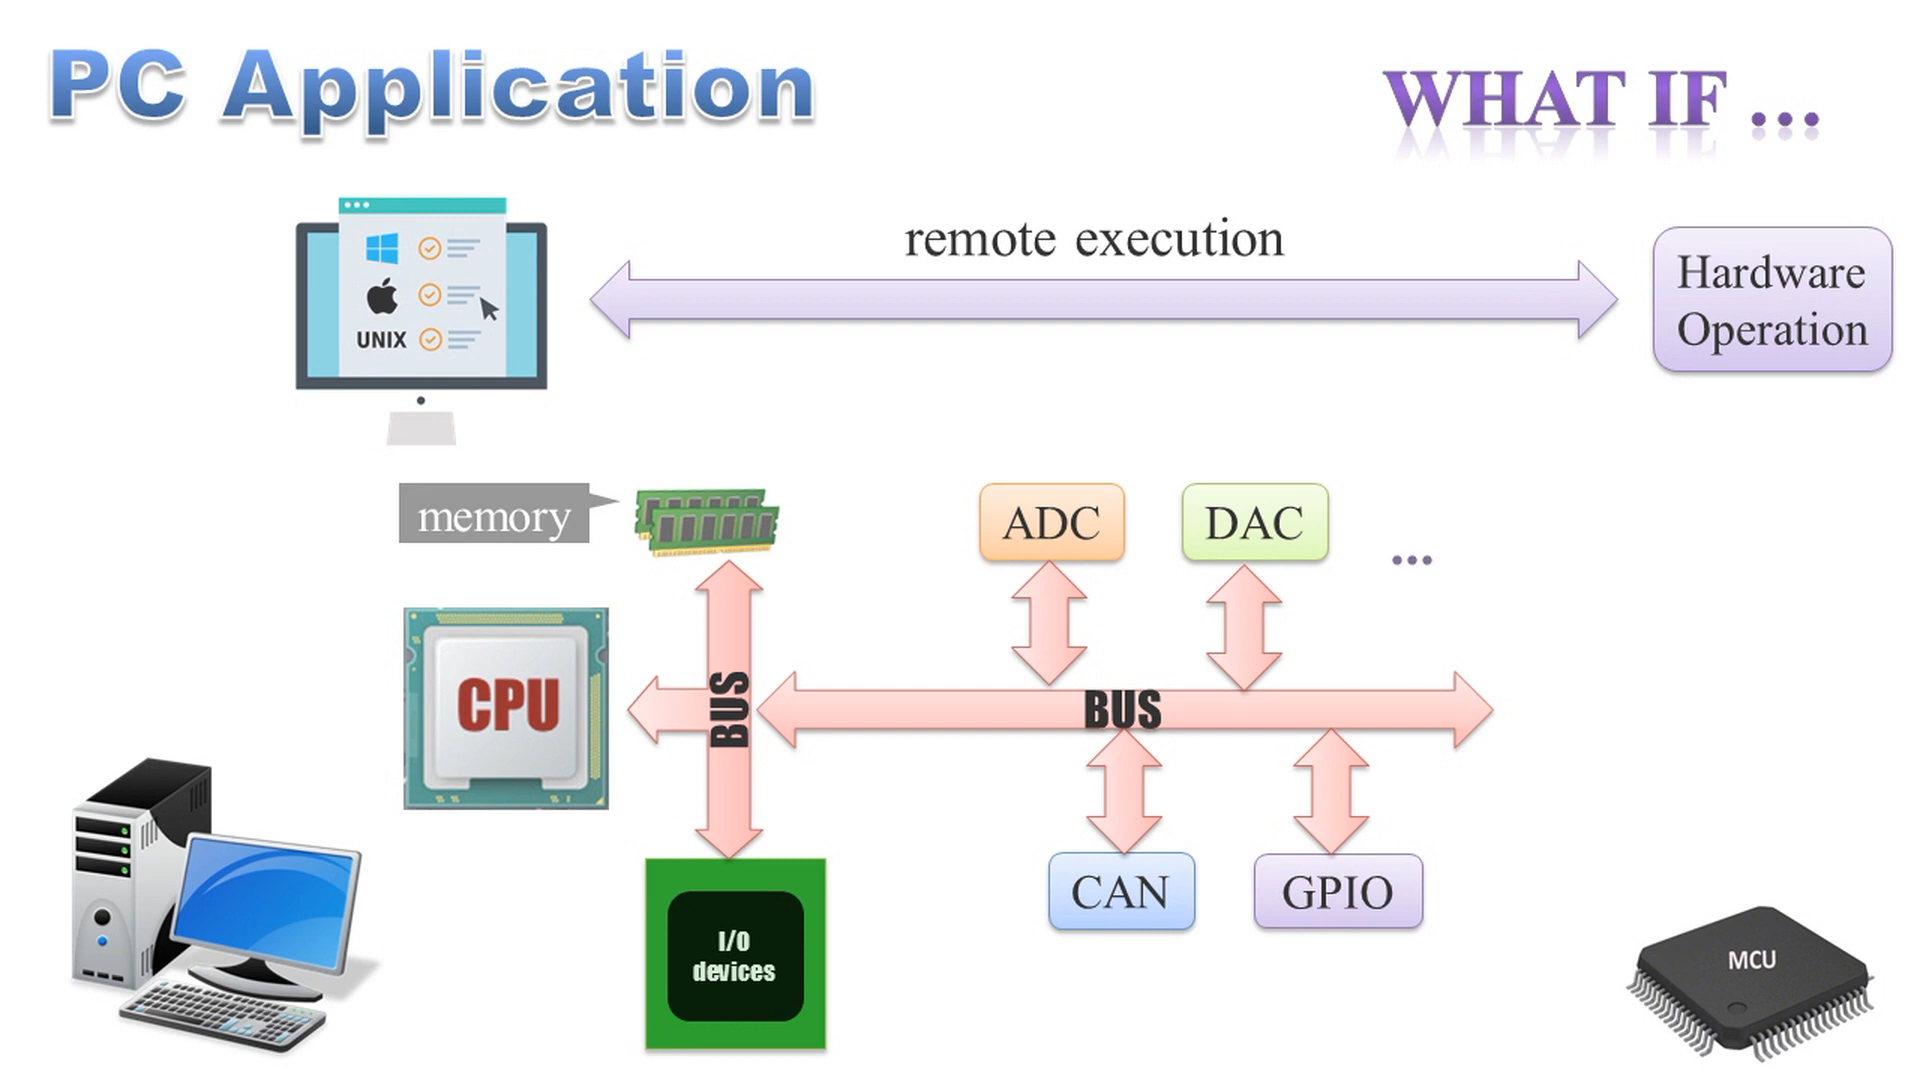 PC Application
WHAT IF ...
remote execution
Hardware
Operation
UNIX
memory
ADC
DAC
...
CPU
BUS
BUS
CAN
GPIO
I/O
devices
MCU